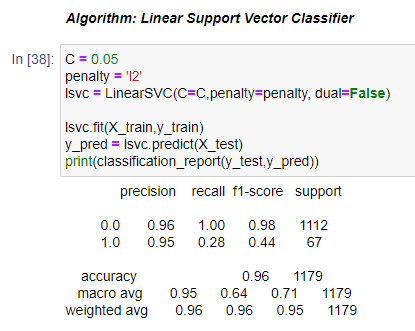 Algorithm: Linear Support Vector Classifier
In [38]: C = 0.05
penalty = 'l2'
lsvc = LinearSVC(C=C,penalty=penalty, dual=False)
lsvc.fit(X_train,y_train)
y_pred = lsvc.predict(X_test)
print(classification_report(y_test,y_pred))
precision recall f1-score support
0.0 0.96 1.00 0.98 1112
1.0 0.95 0.28 0.44 67
accuracy 0.96 1179
macro avg 0.95 0.64 0.71 1179
weighted avg 0.96 0.96 0.95 1179